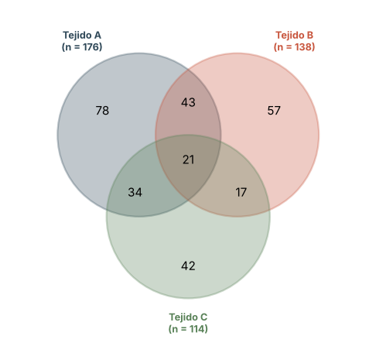 Tejido A
(n = 176)
Tejido B
(n = 138)
78
43
57
21
34
17
42
Tejido C
(n = 114)